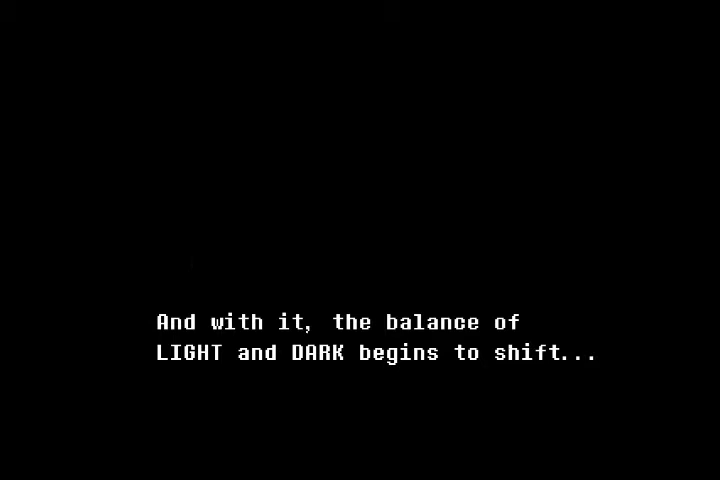 And with it, the balance of
LIGHT and DARK begins to shift...